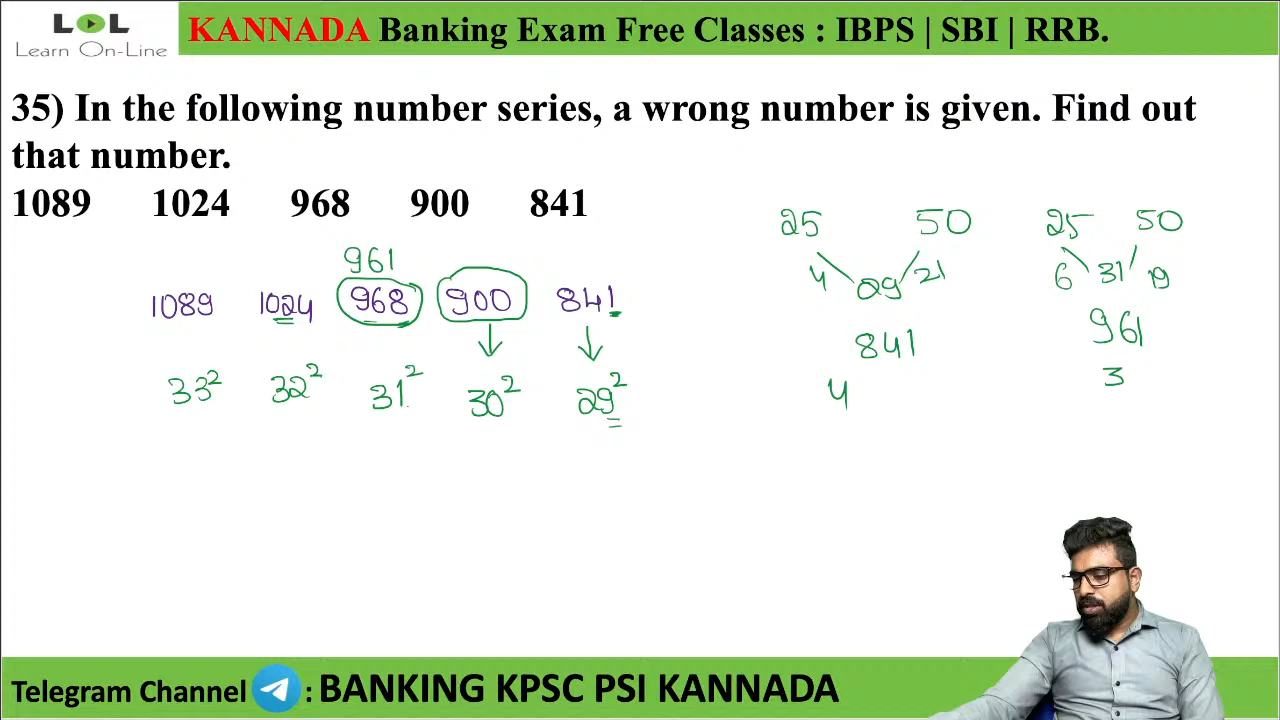 LOL
Learn On-Line
KANNADA Banking Exam Free Classes : IBPS | SBI | RRB.
35) In the following number series, a wrong number is given. Find out
that number.
1089 1024 968 900 841
961
1089 1024 968 900 841
33² 32² 31² 30² 29²
25 50
4 29 21
841
4
25 50
6 31 19
961
3
Telegram Channel : BANKING KPSC PSI KANNADA